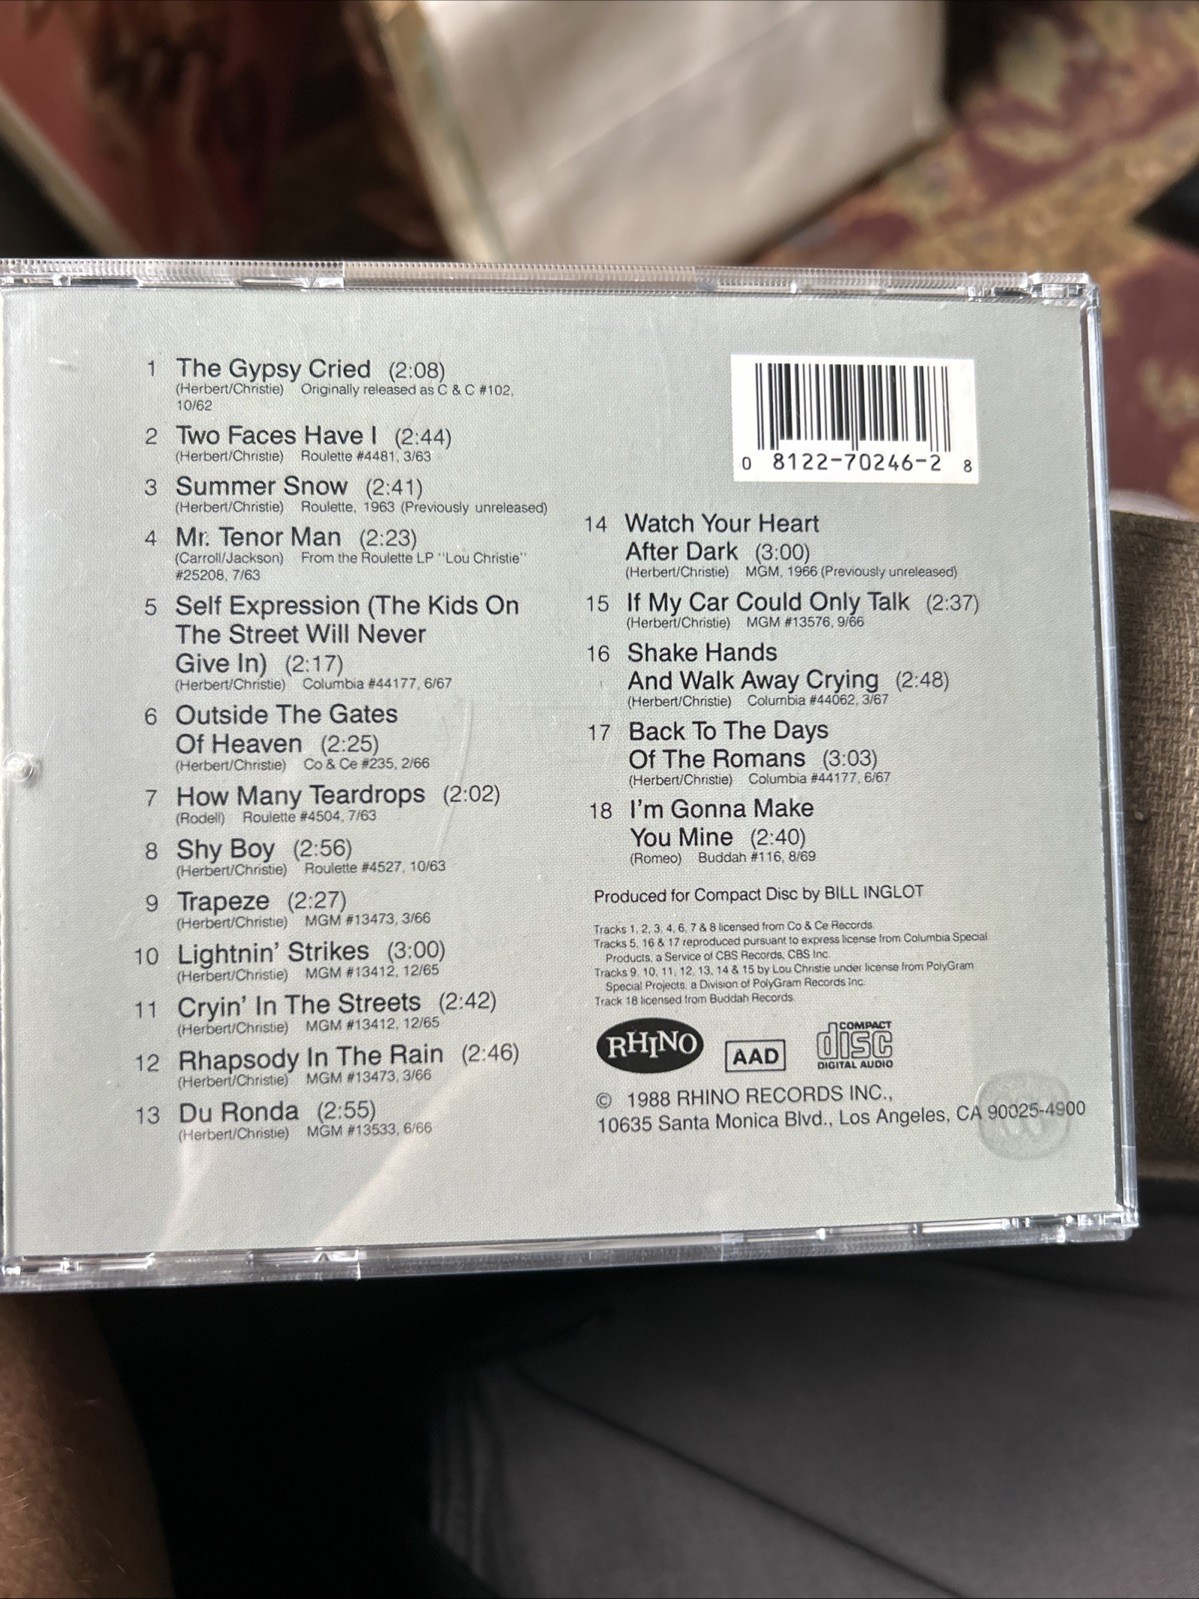 1 The Gypsy Cried (2:08)
(Herbert/Christie) Originally released as C & C #102,
10/62
2 Two Faces Have I (2:44)
(Herbert/Christie) Roulette #4481, 3/63
3 Summer Snow (2:41)
(Herbert/Christie) Roulette, 1963 (Previously unreleased)
4 Mr. Tenor Man (2:23)
(Carroll/Jackson) From the Roulette LP "Lou Christie"
#25208, 7/63
5 Self Expression (The Kids On
The Street Will Never
Give In) (2:17)
(Herbert/Christie) Columbia #44177, 6/67
6 Outside The Gates
Of Heaven (2:25)
(Herbert/Christie) Co & Ce #235, 2/66
7 How Many Teardrops (2:02)
(Rodell) Roulette #4504, 7/63
8 Shy Boy (2:56)
(Herbert/Christie) Roulette #4527, 10/63
9 Trapeze (2:27)
(Herbert/Christie) MGM #13473, 3/66
10 Lightnin' Strikes (3:00)
(Herbert/Christie) MGM #13412, 12/65
11 Cryin' In The Streets (2:42)
(Herbert/Christie) MGM #13412, 12/65
12 Rhapsody In The Rain (2:46)
(Herbert/Christie) MGM #13473, 3/66
13 Du Ronda (2:55)
(Herbert/Christie) MGM #13533, 6/66
0 8122-70246-2 8
14 Watch Your Heart
After Dark (3:00)
(Herbert/Christie) MGM, 1966 (Previously unreleased)
15 If My Car Could Only Talk (2:37)
(Herbert/Christie) MGM #13576, 9/66
16 Shake Hands
And Walk Away Crying (2:48)
(Herbert/Christie) Columbia #44062, 3/67
17 Back To The Days
Of The Romans (3:03)
(Herbert/Christie) Columbia #44177, 6/67
18 I'm Gonna Make
You Mine (2:40)
(Romeo) Buddah #116, 8/69
Produced for Compact Disc by BILL INGLOT
Tracks 1, 2, 3, 4, 6, 7 & 8 licensed from Co & Ce Records.
Tracks 5, 16 & 17 reproduced pursuant to express license from Columbia Special
Products, a Service of CBS Records, CBS Inc.
Tracks 9, 10, 11, 12, 13, 14 & 15 by Lou Christie under license from PolyGram
Special Projects, a Division of PolyGram Records Inc.
Track 18 licensed from Buddah Records.
RHINO
AAD
COMPACT
disc
DIGITAL AUDIO
© 1988 RHINO RECORDS INC.,
10635 Santa Monica Blvd., Los Angeles, CA 90025-4900